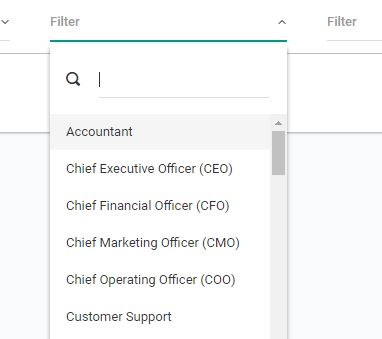 Filter
Filter
Accountant
Chief Executive Officer (CEO)
Chief Financial Officer (CFO)
Chief Marketing Officer (CMO)
Chief Operating Officer (COO)
Customer Support